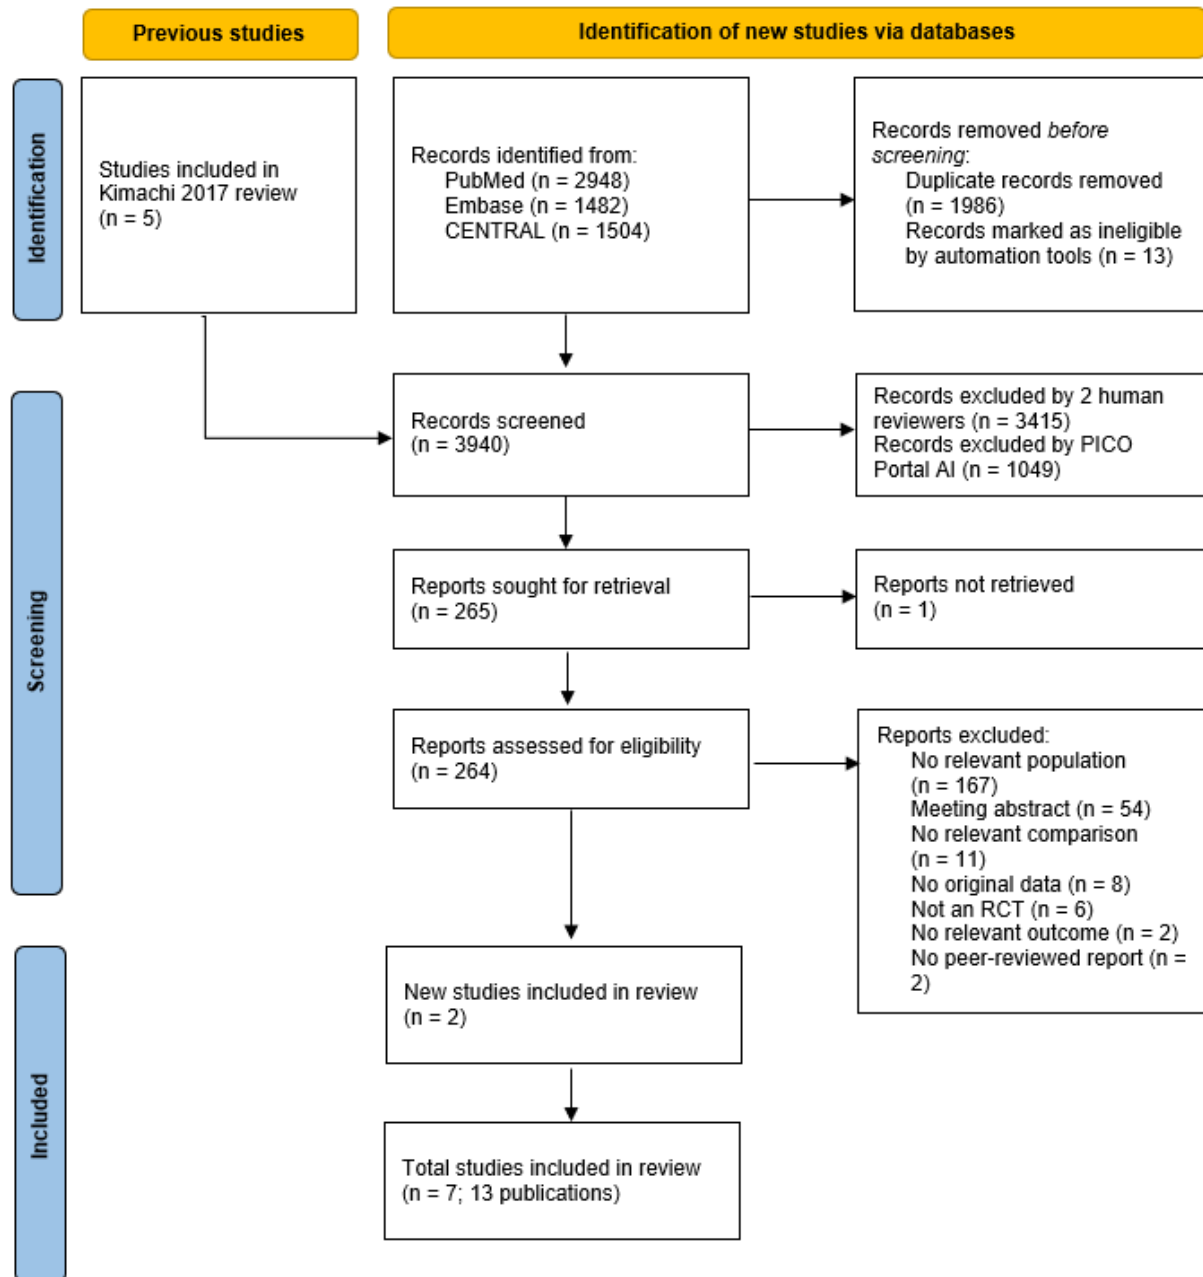 Previous studies
Identification of new studies via databases
Identification
Studies included in
Kimachi 2017 review
(n = 5)
Records identified from:
PubMed (n = 2948)
Embase (n = 1482)
CENTRAL (n = 1504)
Records removed before
screening:
Duplicate records removed
(n = 1986)
Records marked as ineligible
by automation tools (n = 13)
Screening
Records screened
(n = 3940)
Records excluded by 2 human
reviewers (n = 3415)
Records excluded by PICO
Portal AI (n = 1049)
Reports sought for retrieval
(n = 265)
Reports not retrieved
(n = 1)
Reports assessed for eligibility
(n = 264)
Reports excluded:
No relevant population
(n = 167)
Meeting abstract (n = 54)
No relevant comparison
(n = 11)
No original data (n = 8)
Not an RCT (n = 6)
No relevant outcome (n = 2)
No peer-reviewed report (n =
2)
Included
New studies included in review
(n = 2)
Total studies included in review
(n = 7; 13 publications)